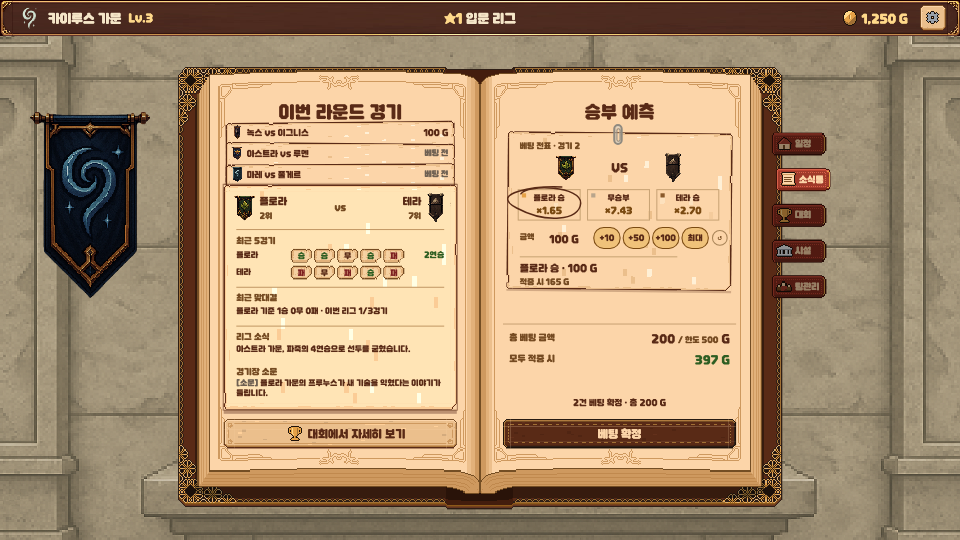 카이루스 가문 Lv.3
★1 입문 리그
1,250 G
이번 라운드 경기
녹스 vs 이그니스 100 G
아스트라 vs 루멘 베팅 전
마레 vs 풀게르 베팅 전
플로라 vs 테라
2위 7위
최근 5경기
플로라 승 승 무 승 패 2연승
테라 패 무 패 승 패
최근 맞대결
플로라 기준 1승 0무 0패 · 이번 리그 1/3경기
리그 소식
아스트라 가문, 파죽의 4연승으로 선두를 굳혔습니다.
경기장 소문
[소문] 플로라 가문의 프루누스가 새 기술을 익혔다는 이야기가
들립니다.
대회에서 자세히 보기
승부 예측
베팅 전표 · 경기 2
VS
플로라 승 무승부 테라 승
×1.65 ×7.43 ×2.70
금액 100 G +10 +50 +100 최대
플로라 승 · 100 G
적중 시 165 G
총 베팅 금액 200 / 한도 500 G
모두 적중 시 397 G
2건 베팅 확정 · 총 200 G
베팅 확정
일정
소식통
대회
시설
팀관리